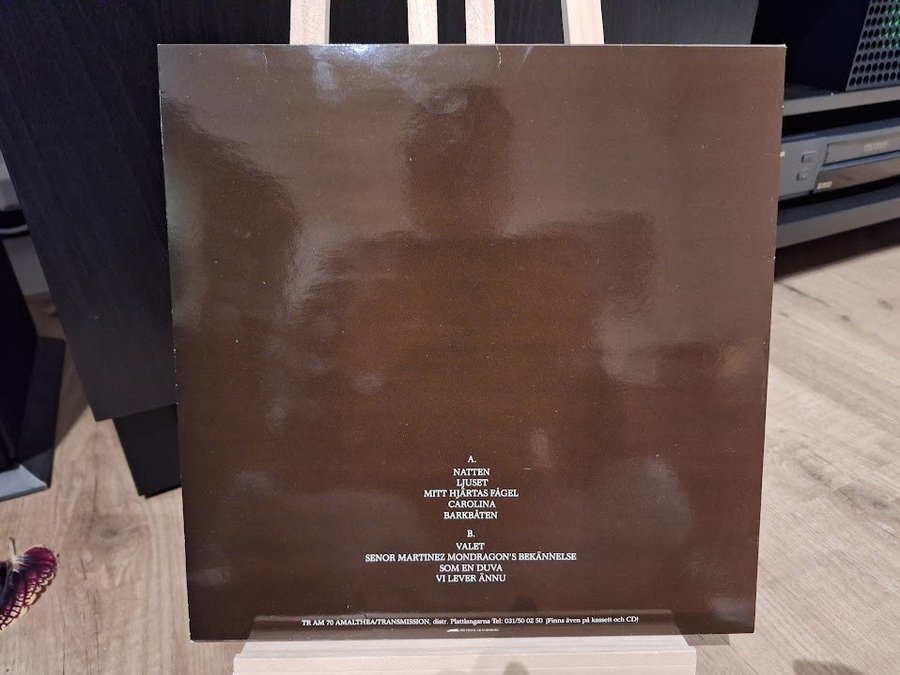 A.
NATTEN
LJUSET
MITT HJÄRTAS FÅGEL
CAROLINA
BARKBÅTEN
B.
VALET
SENOR MARTINEZ MONDRAGON'S BEKÄNNELSE
SOM EN DUVA
VI LEVER ÄNNU
TR AM 70 AMALTHEA/TRANSMISSION, distr. Plattlangarna Tel: 031/50 02 50 (Finns även på kassett och CD)